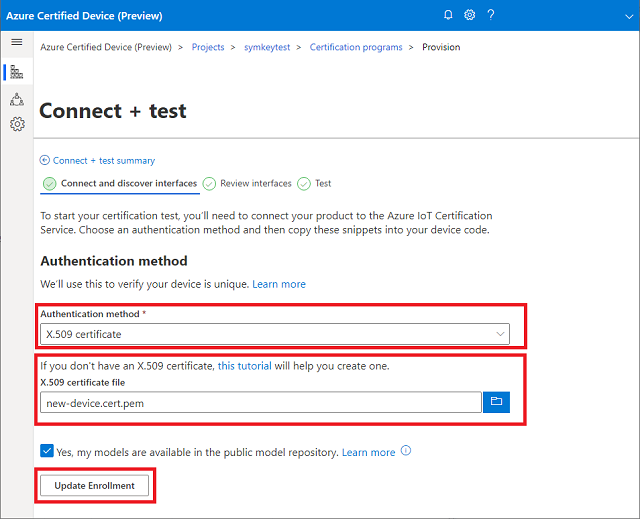 Azure Certified Device (Preview)
Azure Certified Device (Preview) > Projects > symkeytest > Certification programs > Provision
Connect + test
Connect + test summary
Connect and discover interfaces Review interfaces Test
To start your certification test, you'll need to connect your product to the Azure IoT Certification
Service. Choose an authentication method and then copy these snippets into your device code.
Authentication method
We'll use this to verify your device is unique. Learn more
Authentication method *
X.509 certificate
If you don't have an X.509 certificate, this tutorial will help you create one.
X.509 certificate file
new-device.cert.pem
Yes, my models are available in the public model repository. Learn more
Update Enrollment